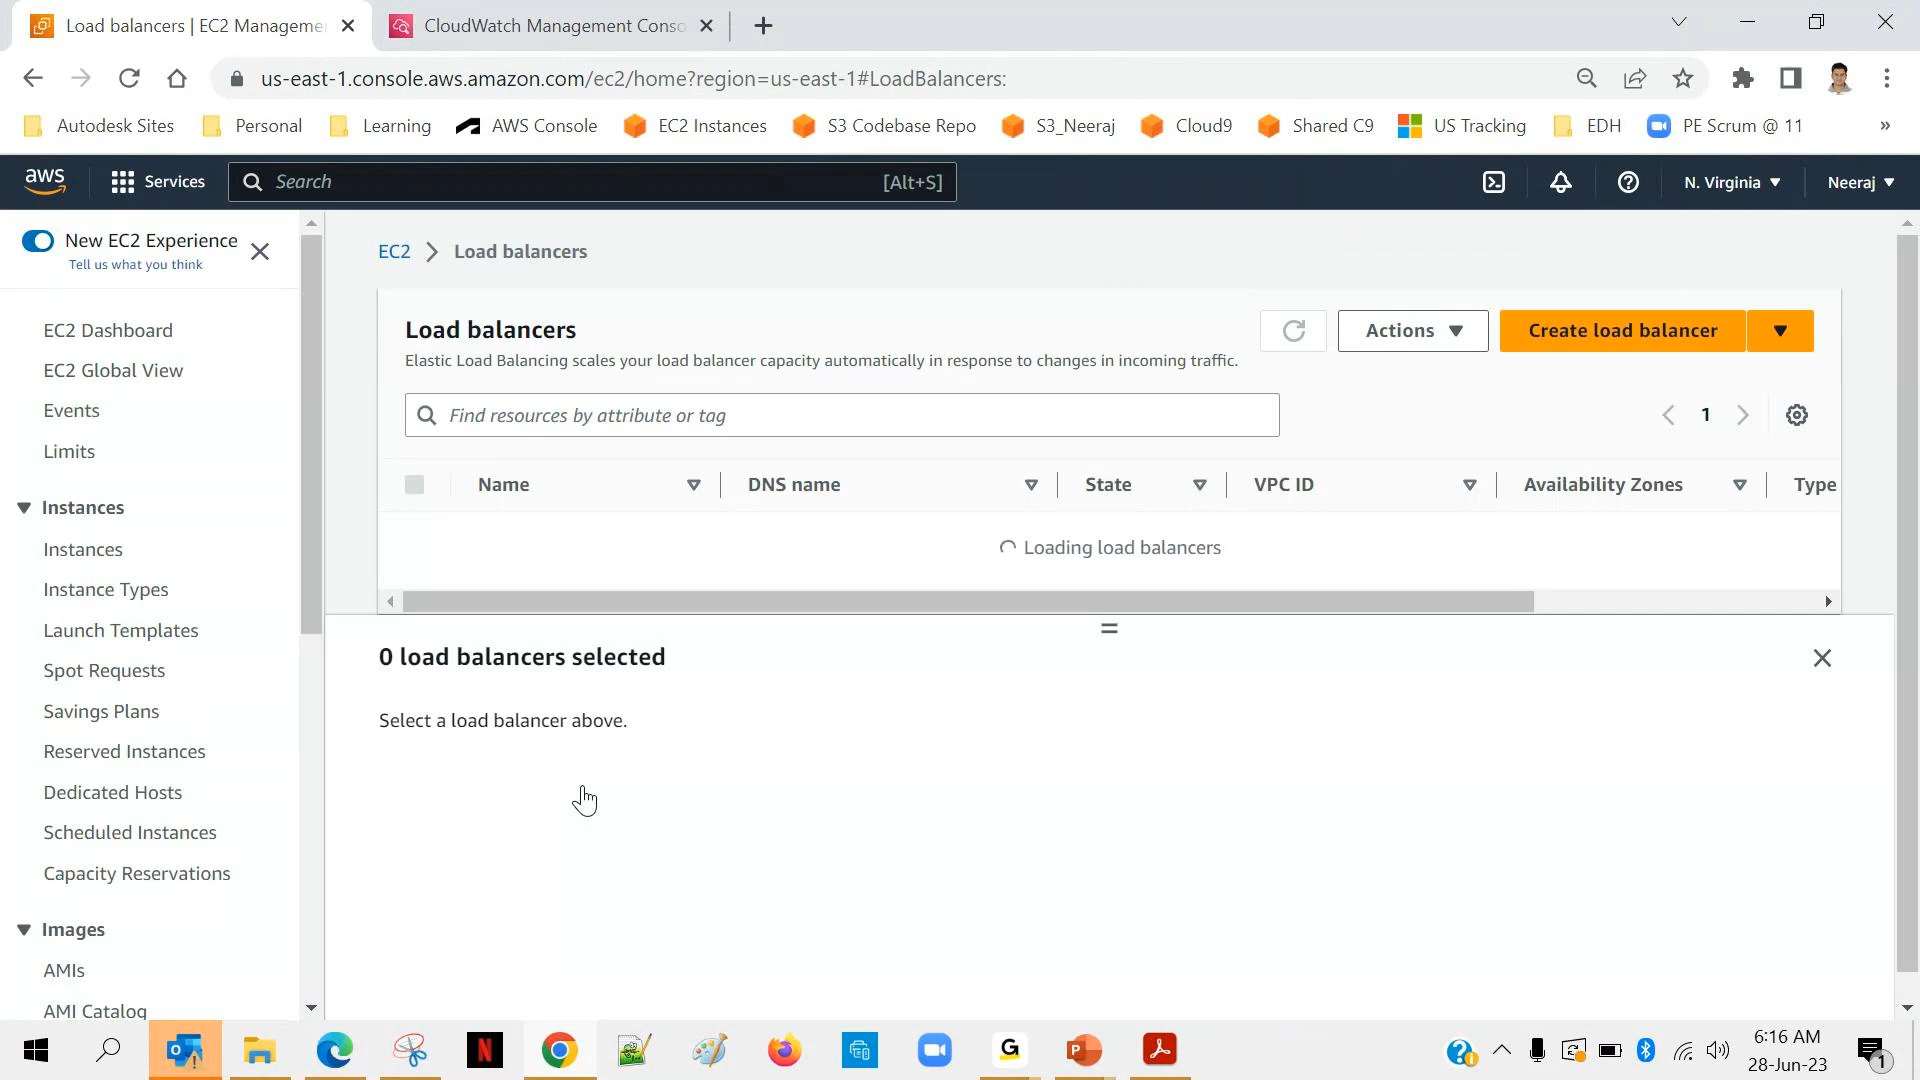 Load balancers | EC2 Manageme
CloudWatch Management Conso
us-east-1.console.aws.amazon.com/ec2/home?region=us-east-1#LoadBalancers:
Autodesk Sites
Personal
Learning
AWS Console
EC2 Instances
S3 Codebase Repo
S3_Neeraj
Cloud9
Shared C9
US Tracking
EDH
PE Scrum @ 11
»
aws
Services
Search
[Alt+S]
N. Virginia
Neeraj
New EC2 Experience
Tell us what you think
EC2 Dashboard
EC2 Global View
Events
Limits
Instances
Instances
Instance Types
Launch Templates
Spot Requests
Savings Plans
Reserved Instances
Dedicated Hosts
Scheduled Instances
Capacity Reservations
Images
AMIs
AMI Catalog
EC2 > Load balancers
Load balancers
Elastic Load Balancing scales your load balancer capacity automatically in response to changes in incoming traffic.
Actions
Create load balancer
Find resources by attribute or tag
1
Name
DNS name
State
VPC ID
Availability Zones
Type
Loading load balancers
0 load balancers selected
Select a load balancer above.
6:16 AM
28-Jun-23
1